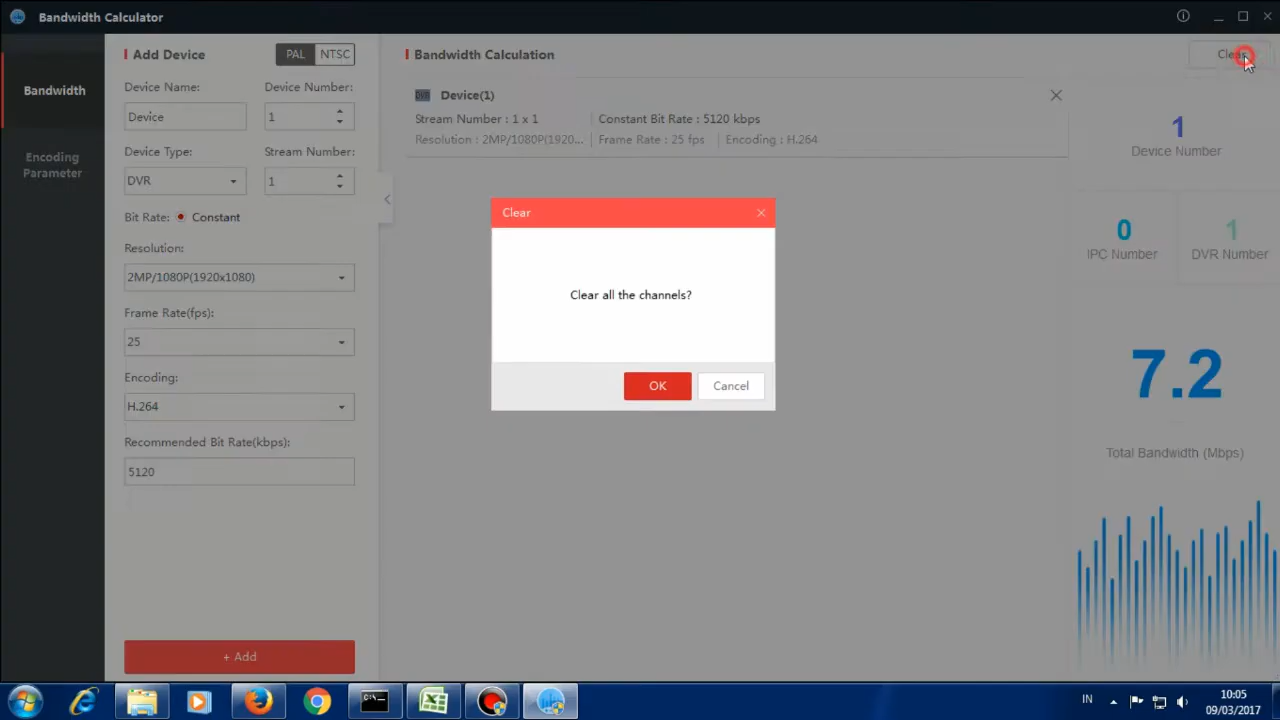 Bandwidth Calculator
Bandwidth
Encoding
Parameter
Add Device
PAL
NTSC
Device Name:
Device Number:
Device
1
Device Type:
Stream Number:
DVR
1
Bit Rate:
Constant
Resolution:
2MP/1080P(1920x1080)
Frame Rate(fps):
25
Encoding:
H.264
Recommended Bit Rate(kbps):
5120
+ Add
Bandwidth Calculation
Clear
DVR
Device(1)
Stream Number : 1 x 1
Constant Bit Rate : 5120 kbps
Resolution : 2MP/1080P(1920...
Frame Rate : 25 fps
Encoding : H.264
Clear
Clear all the channels?
OK
Cancel
1
Device Number
0
IPC Number
1
DVR Number
7.2
Total Bandwidth (Mbps)
C:\_
IN
10:05
09/03/2017